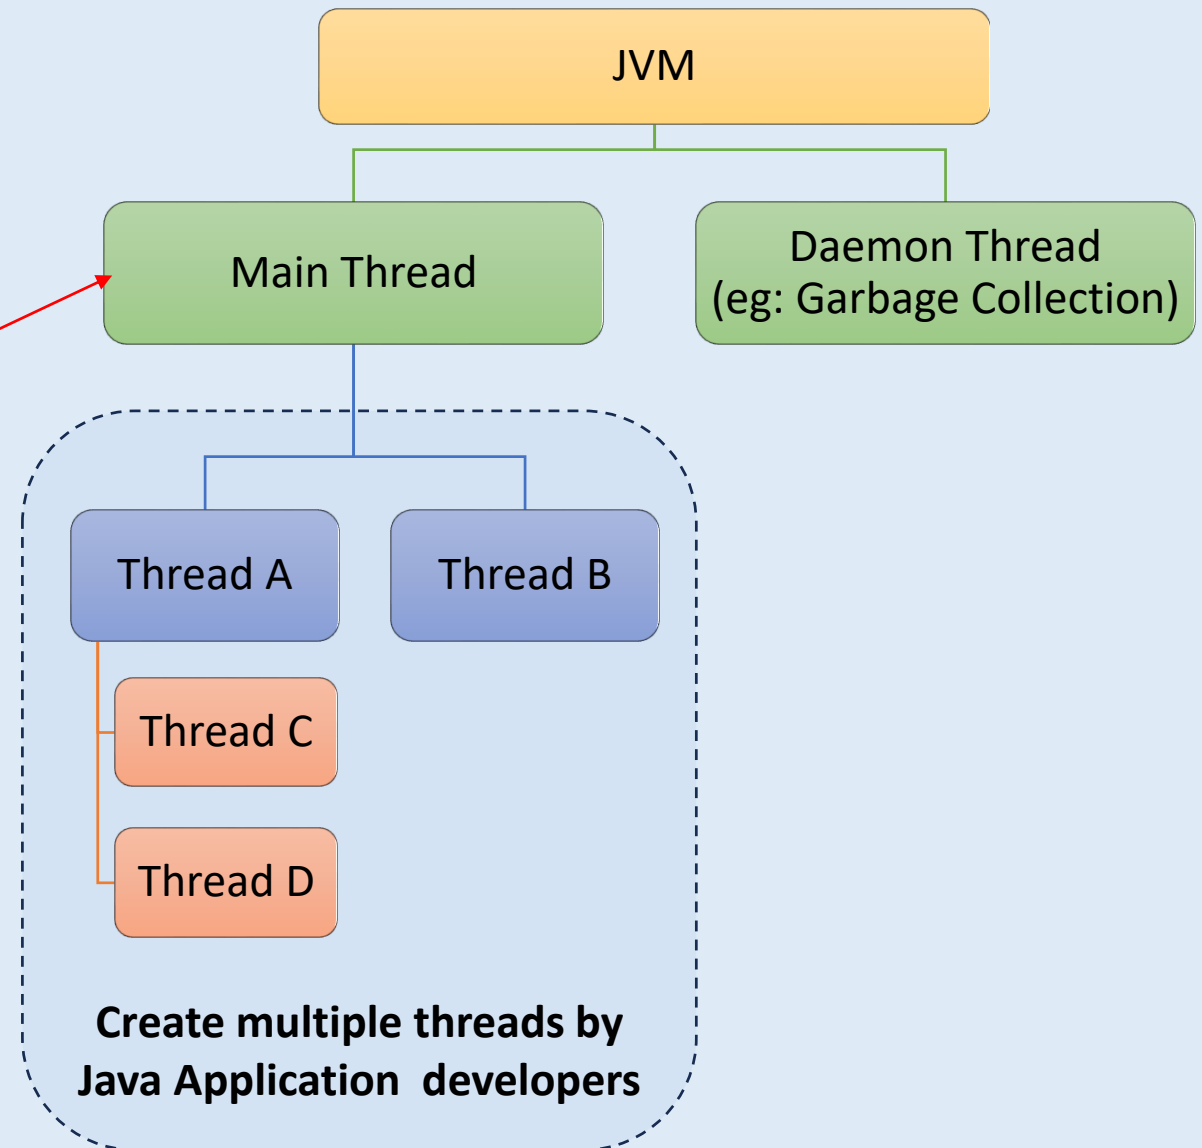 JVM
Main Thread
Daemon Thread
(eg: Garbage Collection)
Thread A
Thread B
Thread C
Thread D
Create multiple threads by
Java Application developers